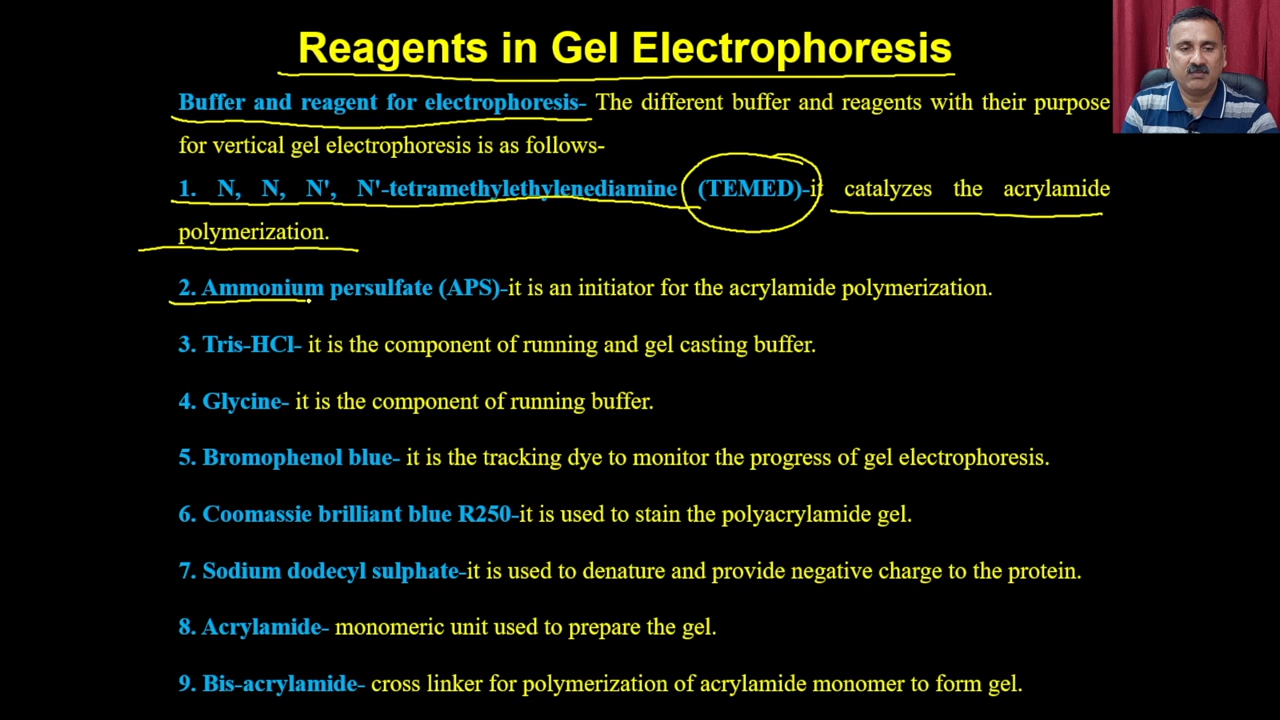 Reagents in Gel Electrophoresis
Buffer and reagent for electrophoresis- The different buffer and reagents with their purpose
for vertical gel electrophoresis is as follows-
1. N, N, N', N'-tetramethylethylenediamine (TEMED)-it catalyzes the acrylamide
polymerization.
2. Ammonium persulfate (APS)-it is an initiator for the acrylamide polymerization.
3. Tris-HCl- it is the component of running and gel casting buffer.
4. Glycine- it is the component of running buffer.
5. Bromophenol blue- it is the tracking dye to monitor the progress of gel electrophoresis.
6. Coomassie brilliant blue R250-it is used to stain the polyacrylamide gel.
7. Sodium dodecyl sulphate-it is used to denature and provide negative charge to the protein.
8. Acrylamide- monomeric unit used to prepare the gel.
9. Bis-acrylamide- cross linker for polymerization of acrylamide monomer to form gel.